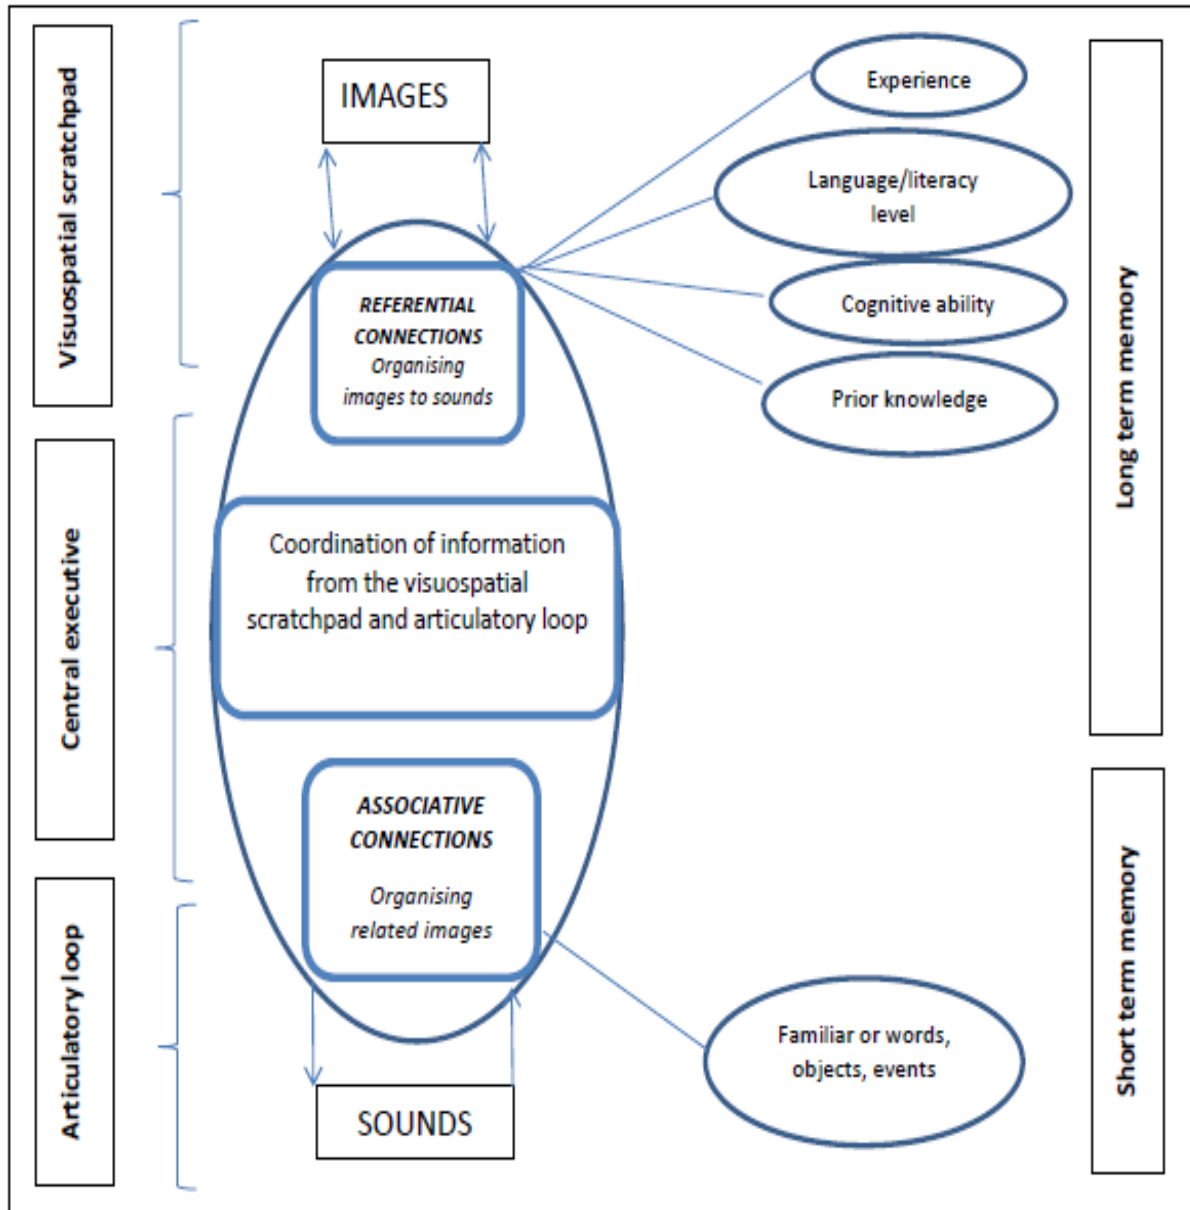 Visuospatial scratchpad
Central executive
Articulatory loop
IMAGES
REFERENTIAL
CONNECTIONS
Organising
images to sounds
Coordination of information
from the visuospatial
scratchpad and articulatory loop
ASSOCIATIVE
CONNECTIONS
Organising
related images
SOUNDS
Experience
Language/literacy
level
Cognitive ability
Prior knowledge
Familiar or words,
objects, events
Long term memory
Short term memory